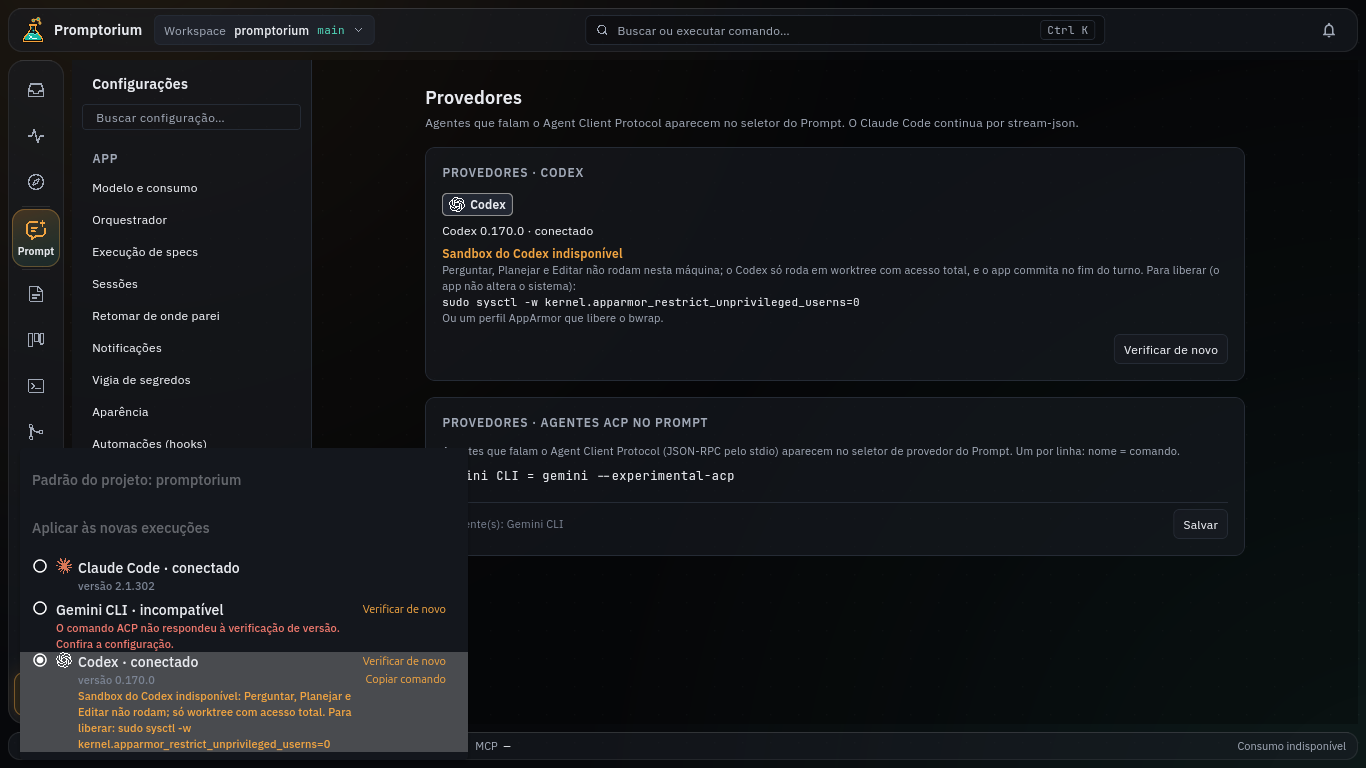 Promptorium
Workspace promptorium main
Buscar ou executar comando...
Ctrl K
Prompt
Configurações
Buscar configuração...
APP
Modelo e consumo
Orquestrador
Execução de specs
Sessões
Retomar de onde parei
Notificações
Vigia de segredos
Aparência
Automações (hooks)
Provedores
Agentes que falam o Agent Client Protocol aparecem no seletor do Prompt. O Claude Code continua por stream-json.
PROVEDORES · CODEX
Codex
Codex 0.170.0 · conectado
Sandbox do Codex indisponível
Perguntar, Planejar e Editar não rodam nesta máquina; o Codex só roda em worktree com acesso total, e o app commita no fim do turno. Para liberar (o
app não altera o sistema):
sudo sysctl -w kernel.apparmor_restrict_unprivileged_userns=0
Ou um perfil AppArmor que libere o bwrap.
Verificar de novo
PROVEDORES · AGENTES ACP NO PROMPT
tes que falam o Agent Client Protocol (JSON-RPC pelo stdio) aparecem no seletor de provedor do Prompt. Um por linha: nome = comando.
ini CLI = gemini --experimental-acp
ente(s): Gemini CLI
Salvar
Padrão do projeto: promptorium
Aplicar às novas execuções
Claude Code · conectado
versão 2.1.302
Gemini CLI · incompatível
Verificar de novo
O comando ACP não respondeu à verificação de versão.
Confira a configuração.
Codex · conectado
Verificar de novo
versão 0.170.0
Copiar comando
Sandbox do Codex indisponível: Perguntar, Planejar e
Editar não rodam; só worktree com acesso total. Para
liberar: sudo sysctl -w
kernel.apparmor_restrict_unprivileged_userns=0
MCP —
Consumo indisponível